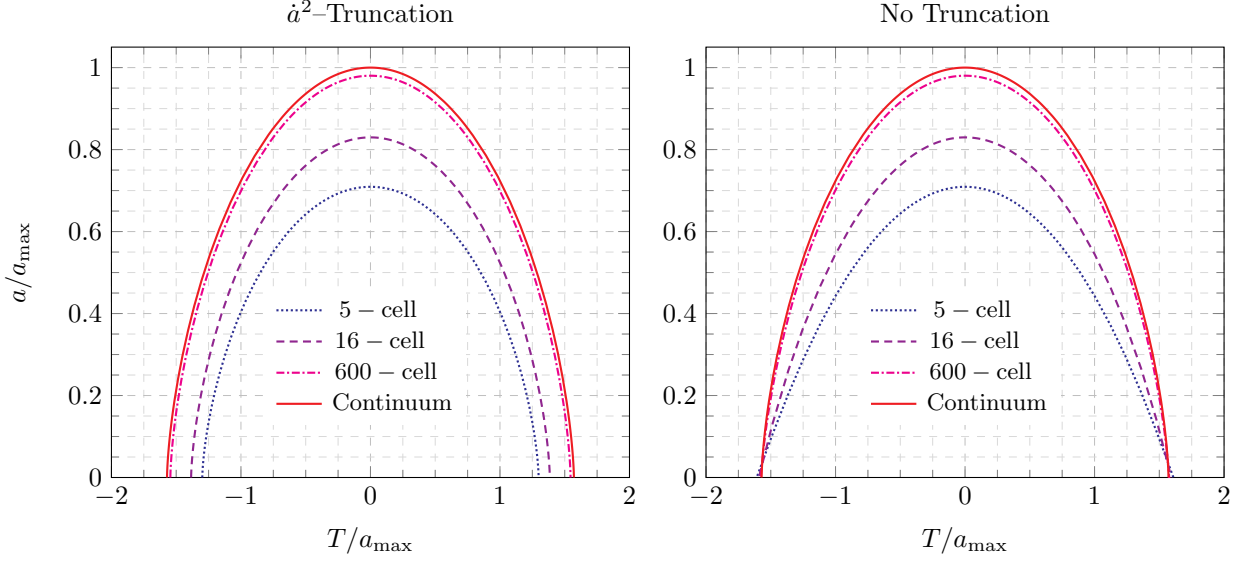 $\dot{a}^2$–Truncation
No Truncation
a/a_max
1
0.8
0.6
0.4
0.2
0
−2
−1
0
1
2
T/a_max
5 − cell
16 − cell
600 − cell
Continuum
1
0.8
0.6
0.4
0.2
0
−2
−1
0
1
2
T/a_max
5 − cell
16 − cell
600 − cell
Continuum